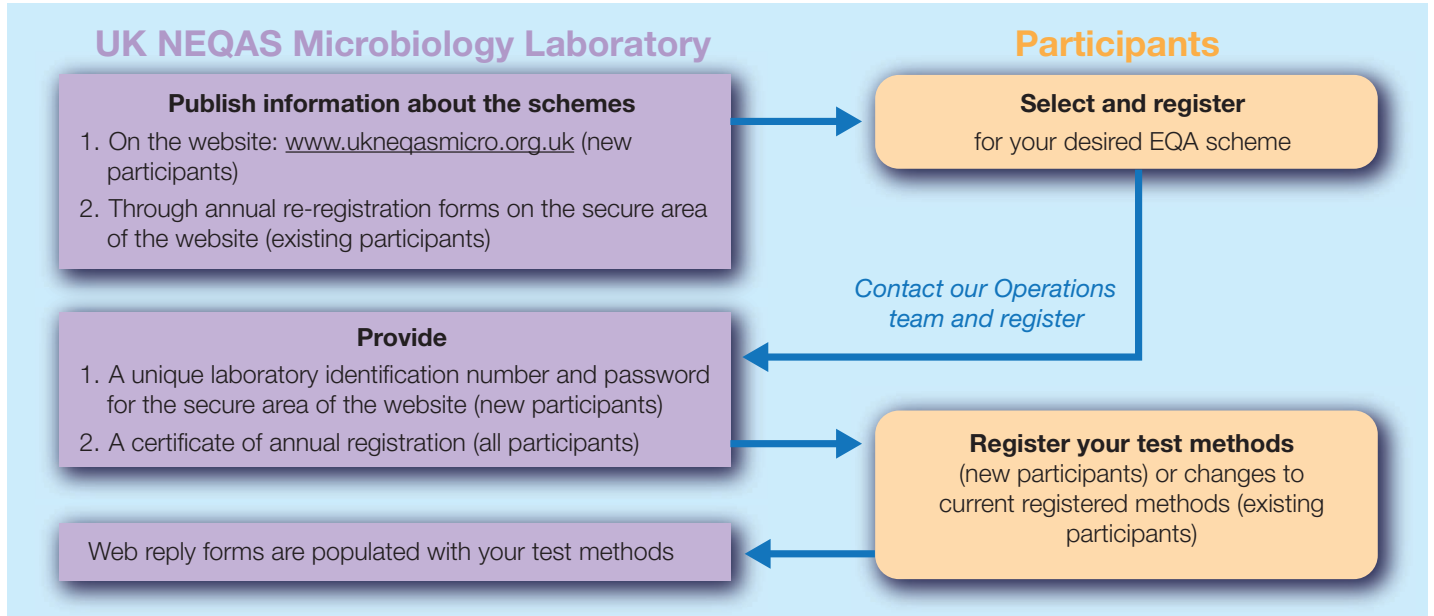 UK NEQAS Microbiology Laboratory
Participants
Publish information about the schemes
1. On the website: www.ukneqasmicro.org.uk (new
participants)
2. Through annual re-registration forms on the secure area
of the website (existing participants)
Select and register
for your desired EQA scheme
Contact our Operations
team and register
Provide
1. A unique laboratory identification number and password
for the secure area of the website (new participants)
2. A certificate of annual registration (all participants)
Register your test methods
(new participants) or changes to
current registered methods (existing
participants)
Web reply forms are populated with your test methods